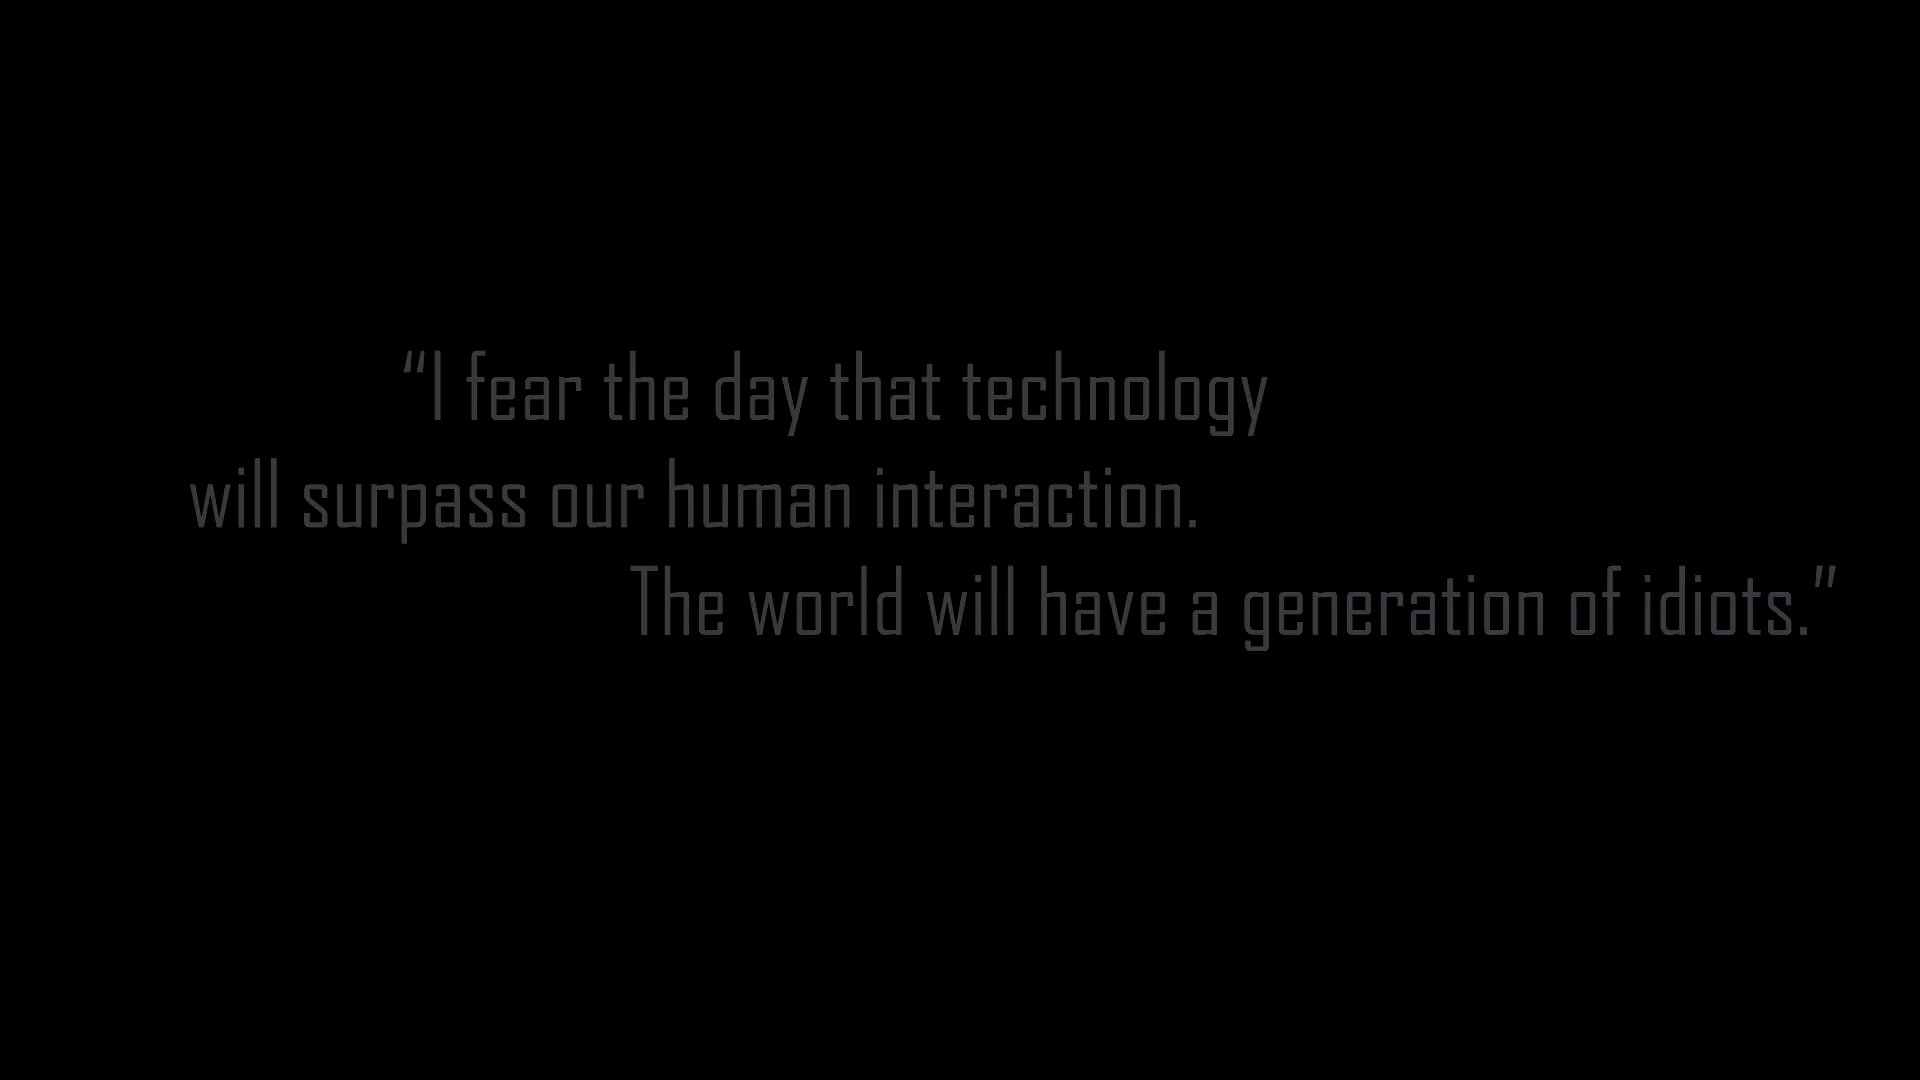 “I fear the day that technology
will surpass our human interaction.
The world will have a generation of idiots.”